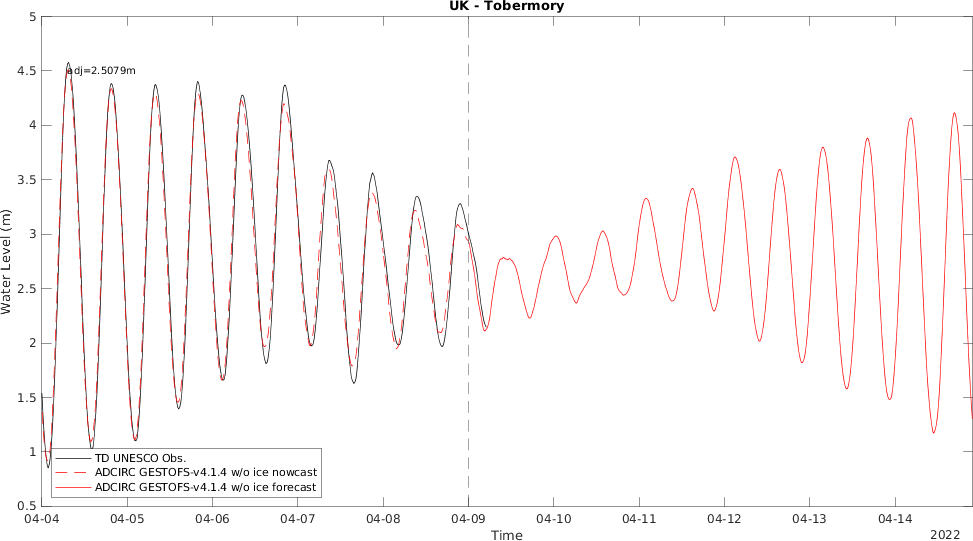 UK - Tobermory
5
4.5
4
3.5
3
2.5
2
1.5
1
0.5
Water Level (m)
adj=2.5079m
TD UNESCO Obs.
ADCIRC GESTOFS-v4.1.4 w/o ice nowcast
ADCIRC GESTOFS-v4.1.4 w/o ice forecast
04-04 04-05 04-06 04-07 04-08 04-09 04-10 04-11 04-12 04-13 04-14
Time
2022